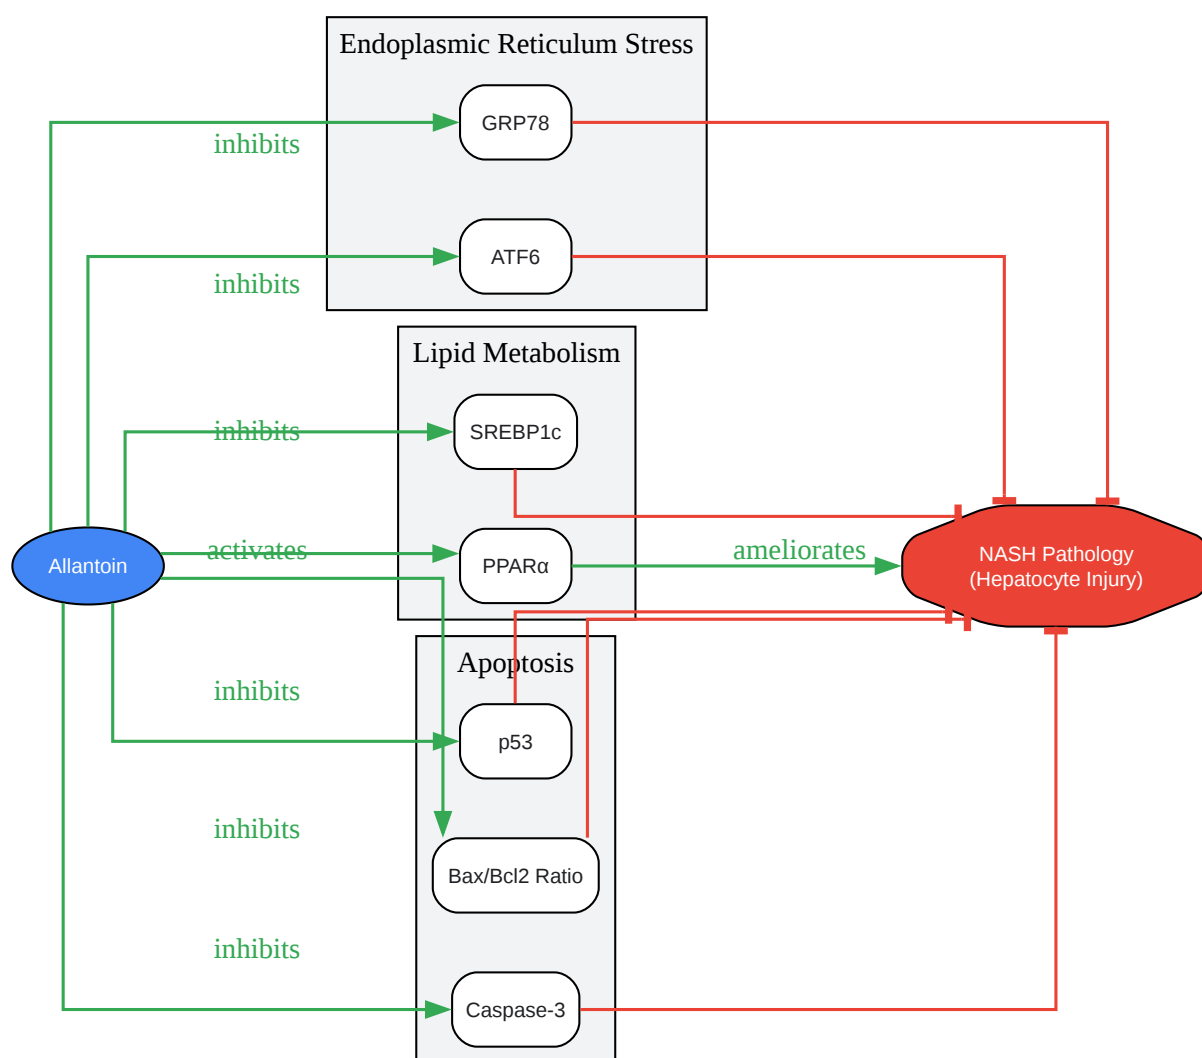 Endoplasmic Reticulum Stress
GRP78
inhibits
ATF6
inhibits
Lipid Metabolism
inhibits
SREBP1c
Allantoin
activates
PPARα
ameliorates
NASH Pathology
(Hepatocyte Injury)
Apoptosis
inhibits
p53
inhibits
Bax/Bcl2 Ratio
inhibits
Caspase-3